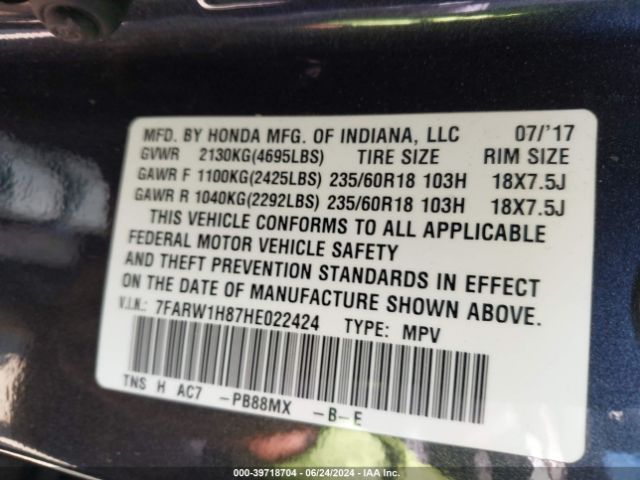 MFD. BY HONDA MFG. OF INDIANA, LLC 07/'17
GVWR 2130KG(4695LBS) TIRE SIZE RIM SIZE
GAWR F 1100KG(2425LBS) 235/60R18 103H 18X7.5J
GAWR R 1040KG(2292LBS) 235/60R18 103H 18X7.5J
THIS VEHICLE CONFORMS TO ALL APPLICABLE
FEDERAL MOTOR VEHICLE SAFETY
AND THEFT PREVENTION STANDARDS IN EFFECT
ON THE DATE OF MANUFACTURE SHOWN ABOVE.
V.I.N.: 7FARW1H87HE022424 TYPE: MPV
TNS H AC7 -PB88MX -B-E
(IAA)-39718704 | 06/24/2024 | IAA Inc.